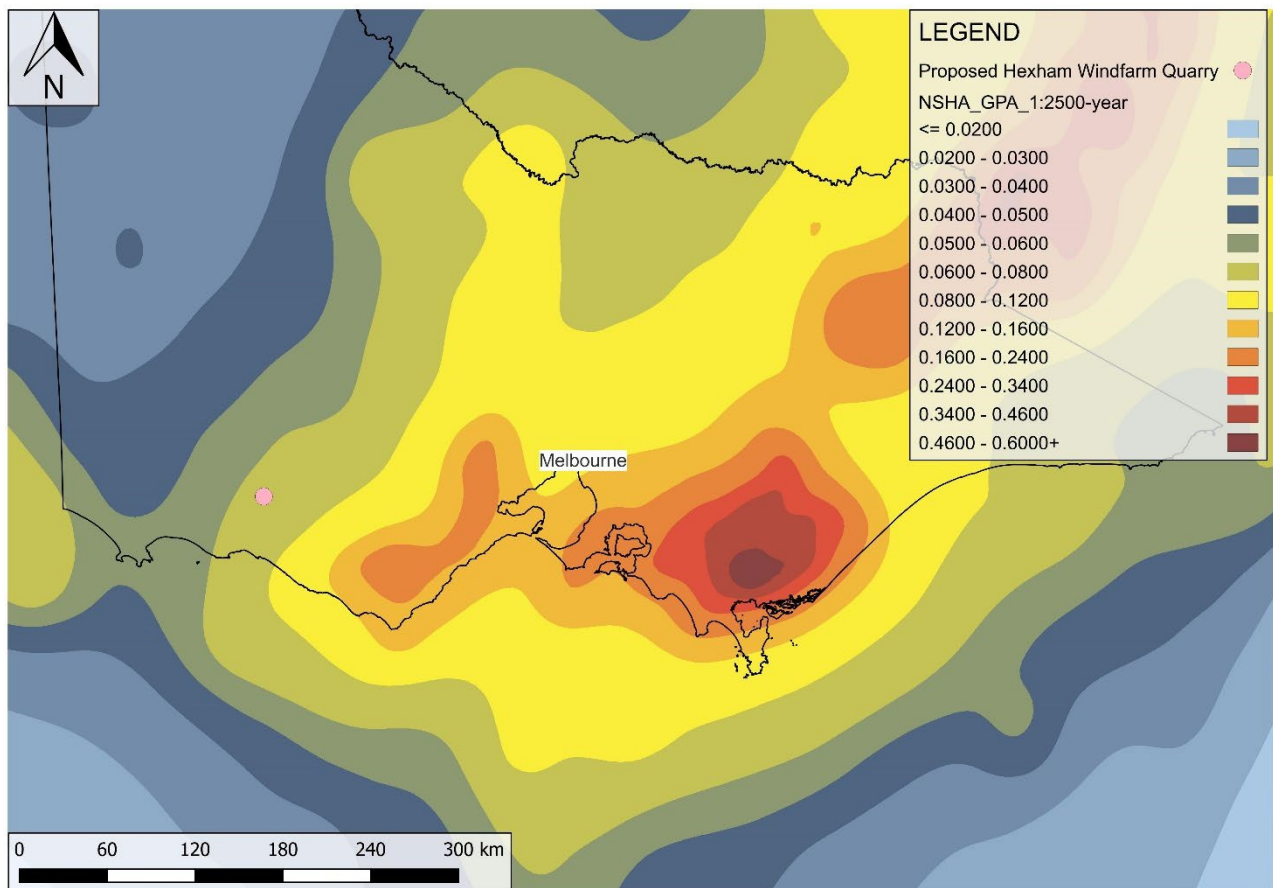 N
LEGEND
Proposed Hexham Windfarm Quarry
NSHA_GPA_1:2500-year
<= 0.0200
0.0200 - 0.0300
0.0300 - 0.0400
0.0400 - 0.0500
0.0500 - 0.0600
0.0600 - 0.0800
0.0800 - 0.1200
0.1200 - 0.1600
0.1600 - 0.2400
0.2400 - 0.3400
0.3400 - 0.4600
0.4600 - 0.6000+
Melbourne
0 60 120 180 240 300 km